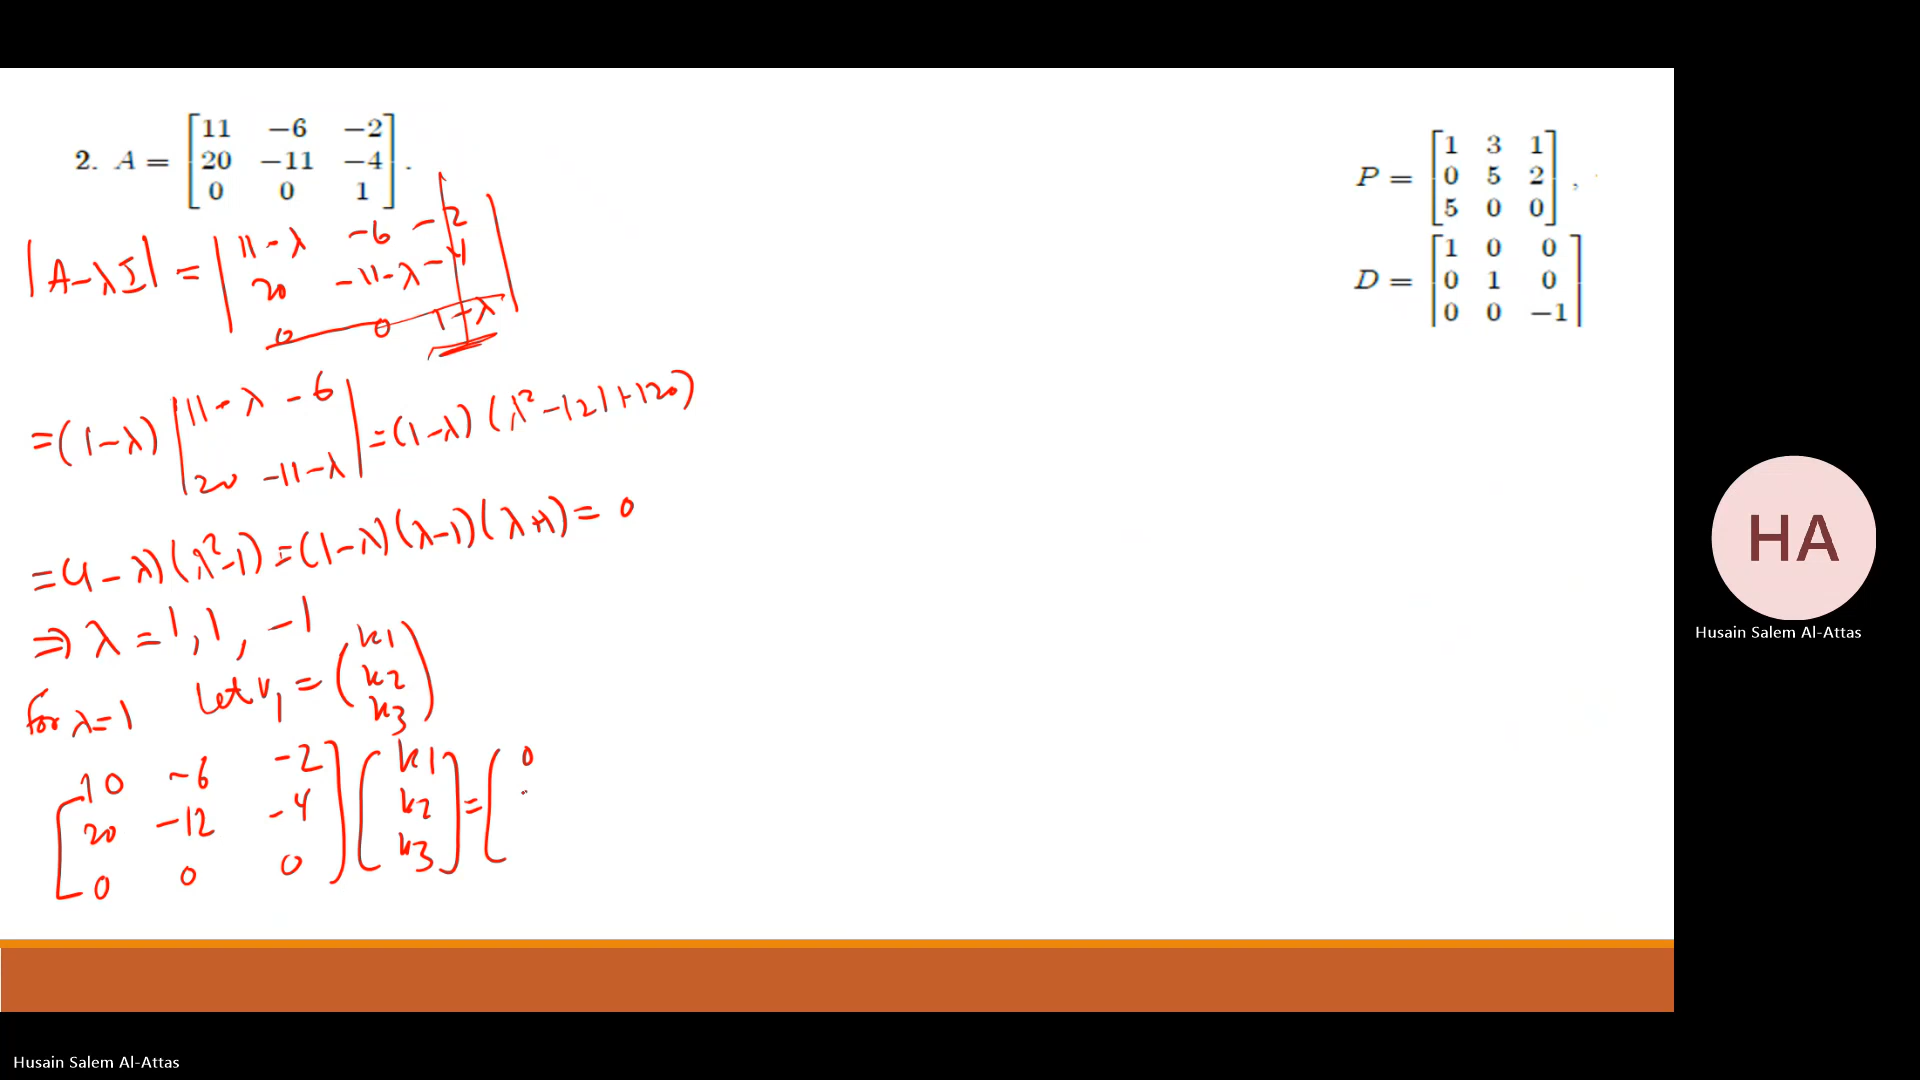 2. A = [11 −6 −2
20 −11 −4
0 0 1].
P = [1 3 1
0 5 2
5 0 0],
D = [1 0 0
0 1 0
0 0 −1]
|A-λI| = |11-λ -6 -2
20 -11-λ -4
0 0 1-λ|
=(1-λ) |11-λ -6
20 -11-λ| =(1-λ) (λ²-121+120)
=(1-λ)(λ²-1) = (1-λ)(λ-1)(λ+1) = 0
⇒ λ = 1, 1, -1
for λ=1 Let v₁ = (k1
k2
k3)
[10 -6 -2
20 -12 -4
0 0 0] [k1
k2
k3] = [0
HA
Husain Salem Al-Attas
Husain Salem Al-Attas